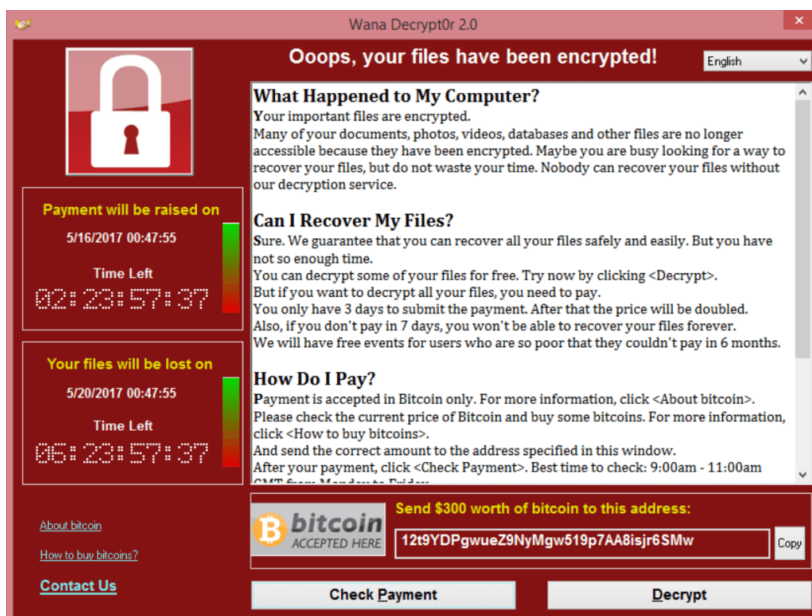 Wana Decrypt0r 2.0
Ooops, your files have been encrypted!
English
What Happened to My Computer?
Your important files are encrypted.
Many of your documents, photos, videos, databases and other files are no longer
accessible because they have been encrypted. Maybe you are busy looking for a way to
recover your files, but do not waste your time. Nobody can recover your files without
our decryption service.
Can I Recover My Files?
Sure. We guarantee that you can recover all your files safely and easily. But you have
not so enough time.
You can decrypt some of your files for free. Try now by clicking <Decrypt>.
But if you want to decrypt all your files, you need to pay.
You only have 3 days to submit the payment. After that the price will be doubled.
Also, if you don't pay in 7 days, you won't be able to recover your files forever.
We will have free events for users who are so poor that they couldn't pay in 6 months.
How Do I Pay?
Payment is accepted in Bitcoin only. For more information, click <About bitcoin>.
Please check the current price of Bitcoin and buy some bitcoins. For more information,
click <How to buy bitcoins>.
And send the correct amount to the address specified in this window.
After your payment, click <Check Payment>. Best time to check: 9:00am - 11:00am
GMT from Monday to Friday.
Payment will be raised on
5/16/2017 00:47:55
Time Left
02:23:57:37
Your files will be lost on
5/20/2017 00:47:55
Time Left
06:23:57:37
About bitcoin
How to buy bitcoins?
Contact Us
bitcoin
ACCEPTED HERE
Send $300 worth of bitcoin to this address:
12t9YDPgwueZ9NyMgw519p7AA8isjr6SMw
Copy
Check Payment
Decrypt